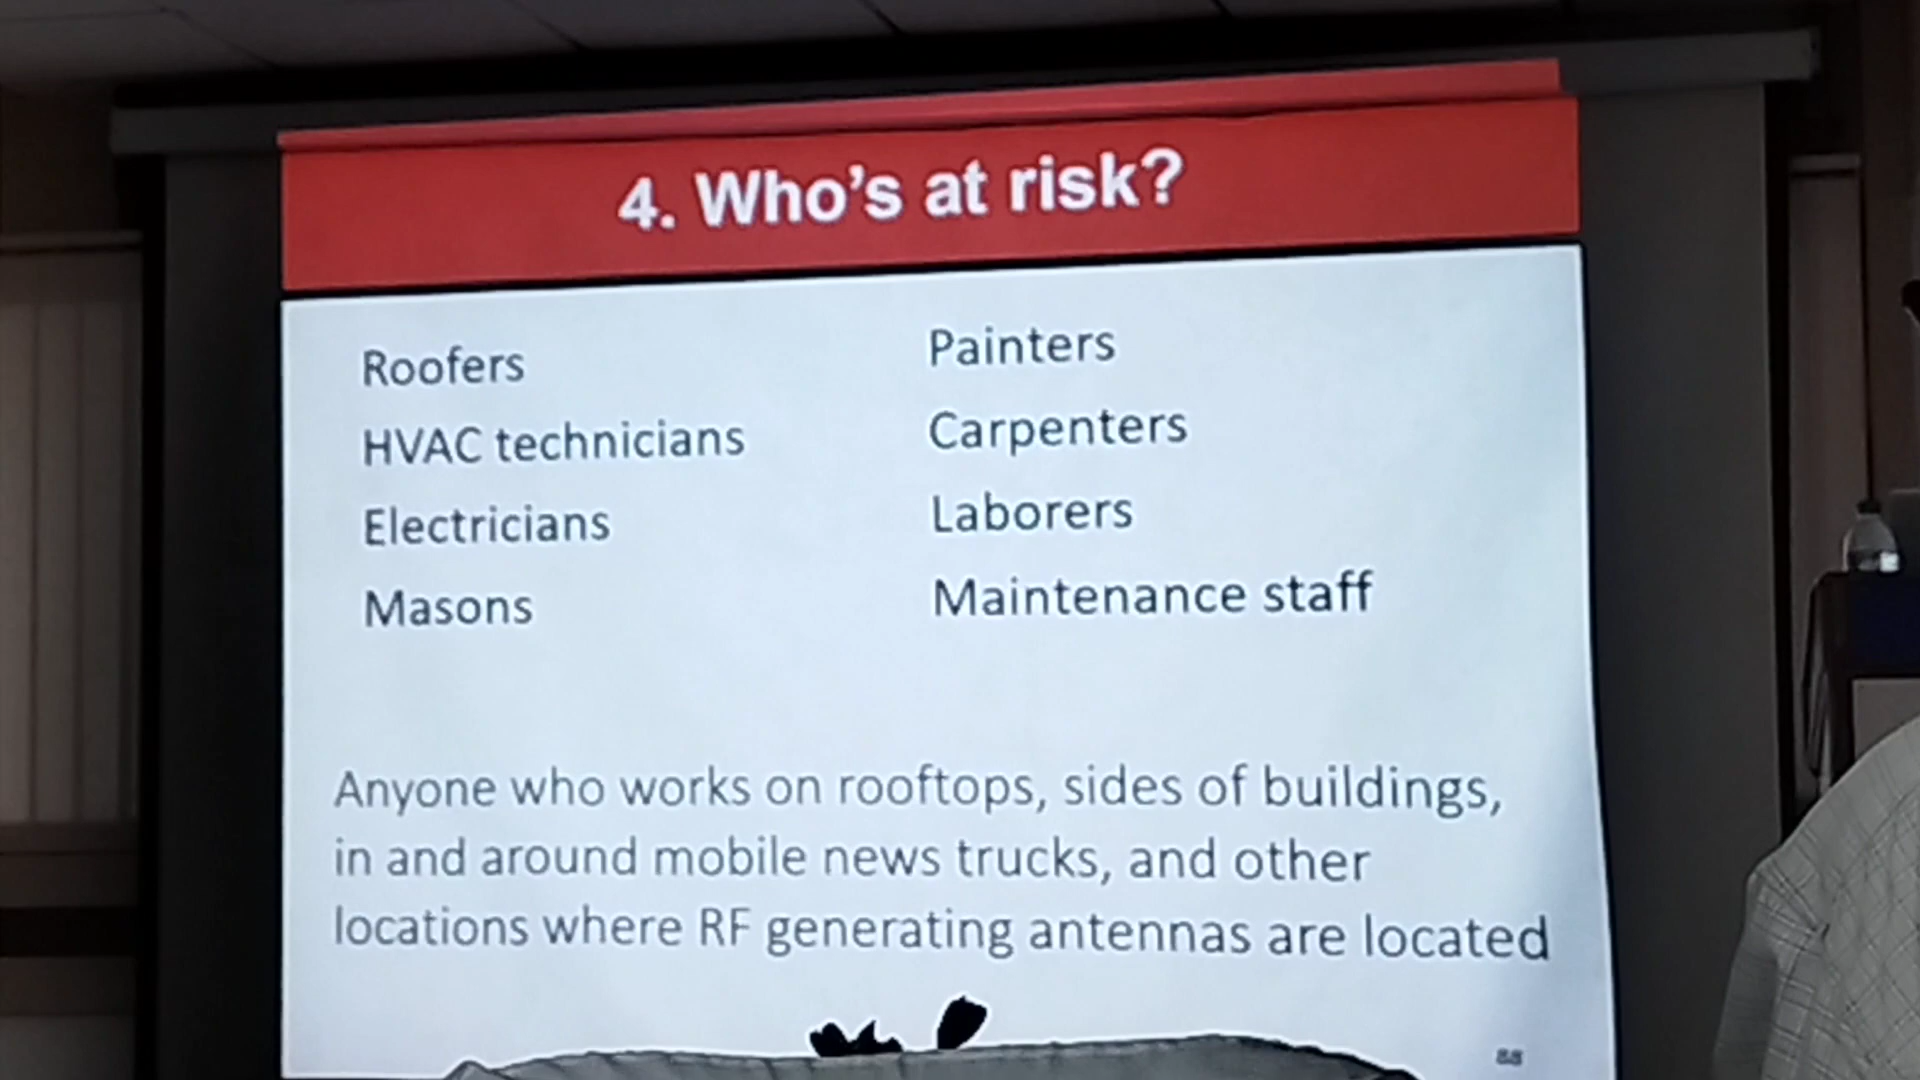 4. Who's at risk?
Roofers
HVAC technicians
Electricians
Masons
Painters
Carpenters
Laborers
Maintenance staff
Anyone who works on rooftops, sides of buildings,
in and around mobile news trucks, and other
locations where RF generating antennas are located
88